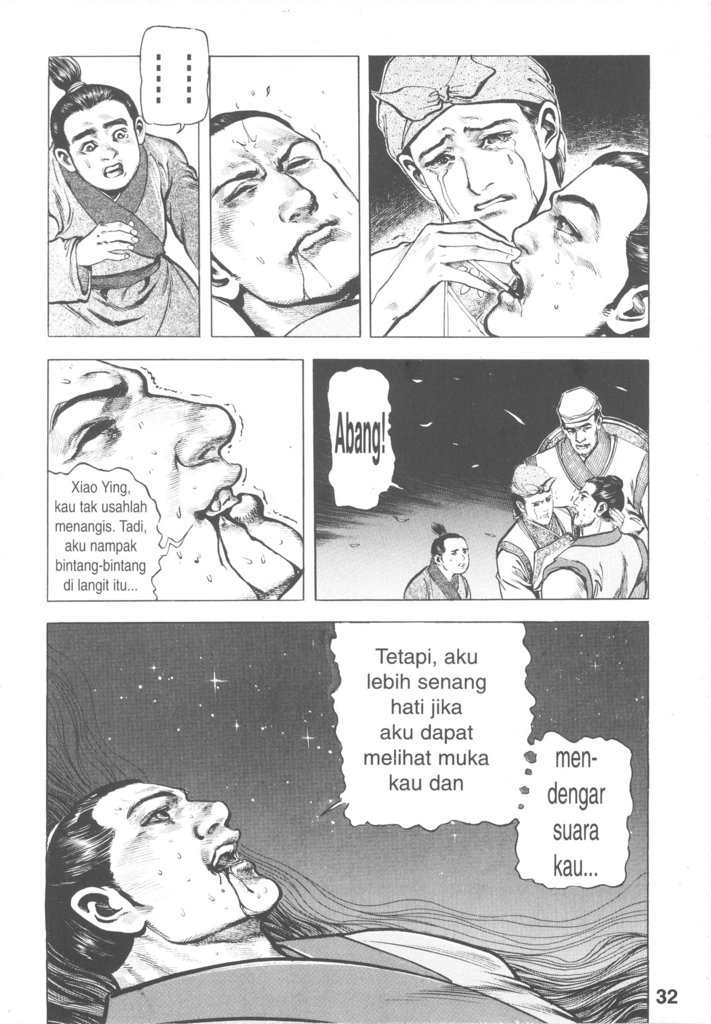 Xiao Ying,
kau tak usahlah
menangis. Tadi,
aku nampak
bintang-bintang
di langit itu...
Abang!
Tetapi, aku
lebih senang
hati jika
aku dapat
melihat muka
kau dan
men-
dengar
suara
kau...
32